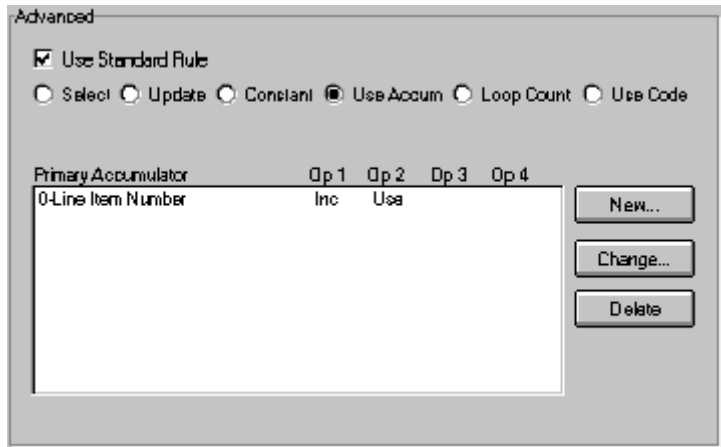 Advanced
Use Standard Rule
Select Update Constant Use Accum Loop Count Use Code
Primary Accumulator Op 1 Op 2 Op 3 Op 4
0-Line Item Number Inc Use
New...
Change...
Delete